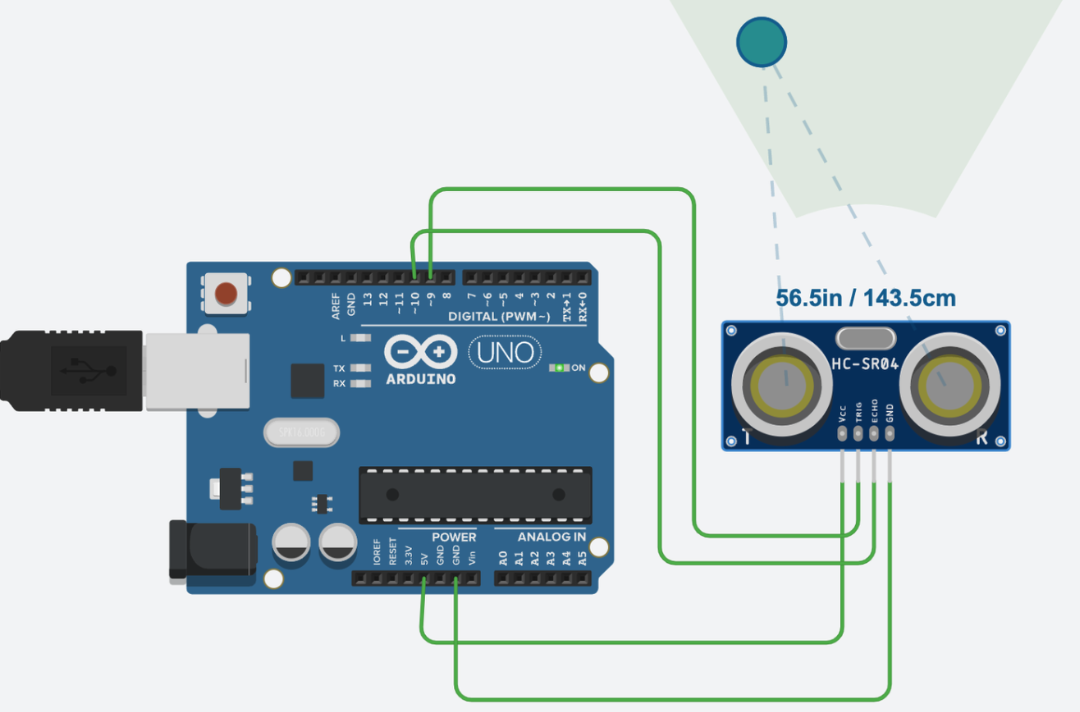 56.5in / 143.5cm
HC-SR04
VCC
TRIG
ECHO
GND
T
R
AREF
GND
13
12
~11
~10
~9
8
7
~6
~5
~4
~3
2
TX→1
RX←0
DIGITAL (PWM~)
L
TX
RX
UNO
ARDUINO
ON
POWER
ANALOG IN
IOREF
RESET
3.3V
5V
GND
GND
Vin
A0
A1
A2
A3
A4
A5